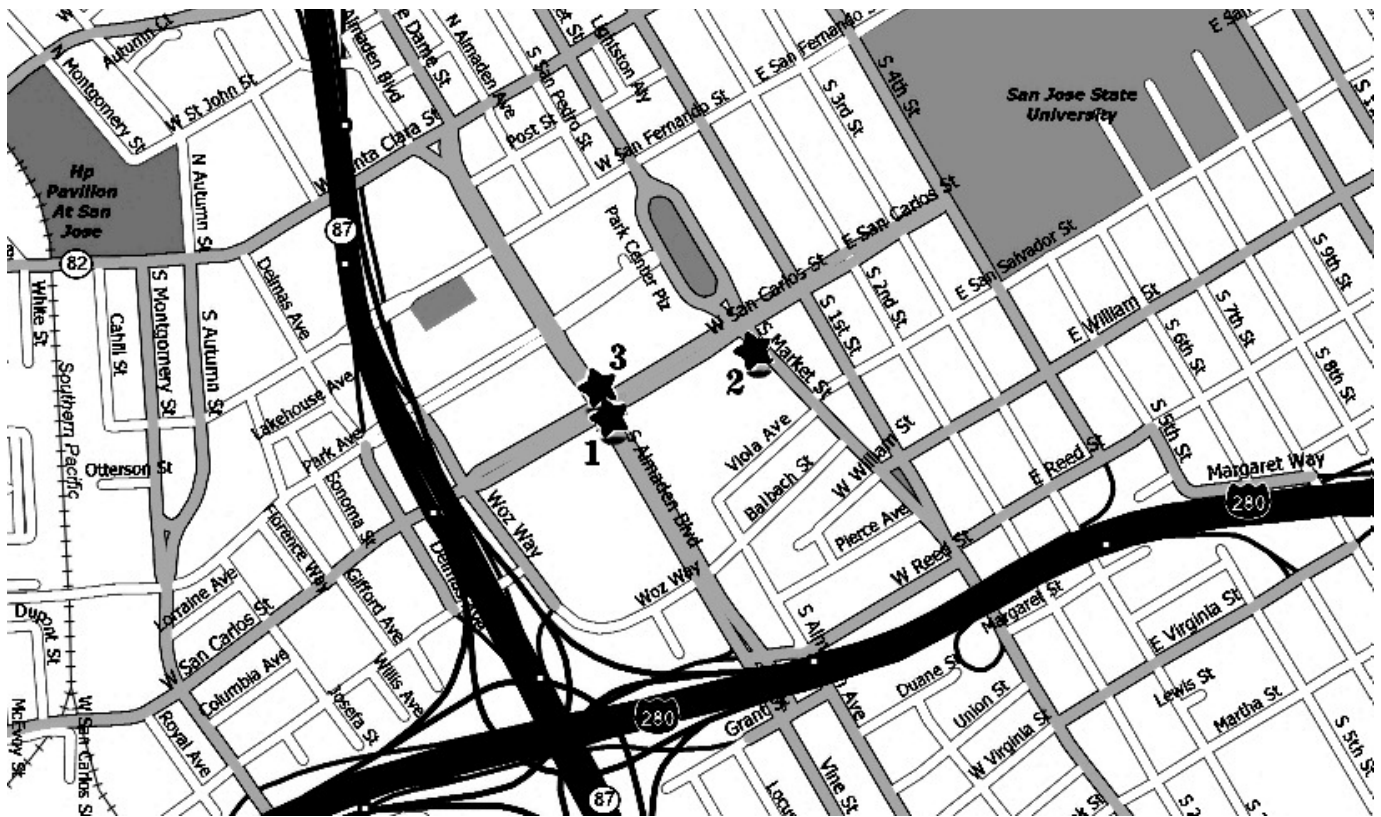 Autumn Ct
N Montgomery St
W St John St
Almaden Blvd
N Almaden Ave
S San Pedro St
Lightston Aly
Post St
E San Fernando St
W San Fernando St
S 3rd St
S 4th St
San Jose State
University
Hp
Pavilion
At San
Jose
N Autumn St
87
82
Park Center Plz
E San Carlos St
W San Carlos St
E San Salvador St
S 9th St
White St
Cahill St
S Montgomery St
S Autumn St
Delmas Ave
S 1st St
S 2nd St
E William St
S 7th St
S 6th St
S 8th St
3
S Market St
2
Lakehouse Ave
Park Ave
1
Southern Pacific
Otterson St
Sonoma St
S Almaden Blvd
Viola Ave
Balbach St
W William St
Pierce Ave
E Reed St
S 5th St
Margaret Way
280
Florence Way
Gifford Ave
Woz Way
Woz Way
W Reed St
Lorraine Ave
Dupont St
W San Carlos St
Columbia Ave
Willis Ave
Josefa St
Margaret St
E Virginia St
Duane St
Union St
Lewis St
Martha St
W Virginia St
280
Grant St
Royal Ave
McEvoy St
W San Carlos St
Vine St
S 5th St
87